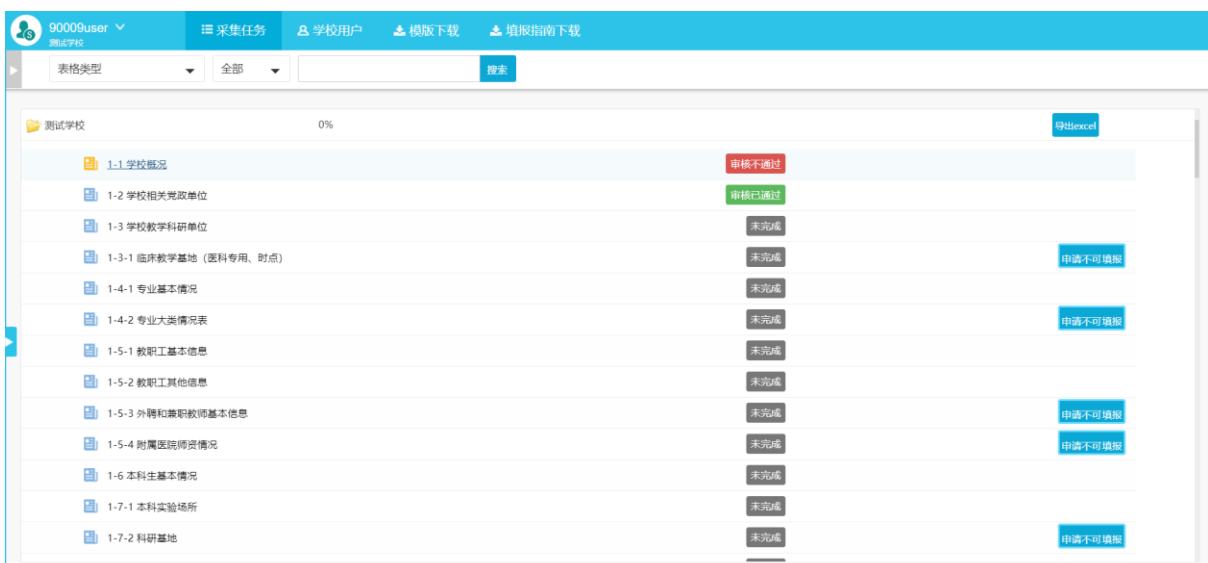 90009user 采集任务 学校用户 模版下载 填报指南下载
测试学校
表格类型 全部 搜索
测试学校 0% 导出excel
1-1 学校概况 审核不通过
1-2 学校相关党政单位 审核已通过
1-3 学校教学科研单位 未完成
1-3-1 临床教学基地（医科专用、时点） 未完成 申请不可填报
1-4-1 专业基本情况 未完成
1-4-2 专业大类情况表 未完成 申请不可填报
1-5-1 教职工基本信息 未完成
1-5-2 教职工其他信息 未完成
1-5-3 外聘和兼职教师基本信息 未完成 申请不可填报
1-5-4 附属医院师资情况 未完成 申请不可填报
1-6 本科生基本情况 未完成
1-7-1 本科实验场所 未完成
1-7-2 科研基地 未完成 申请不可填报